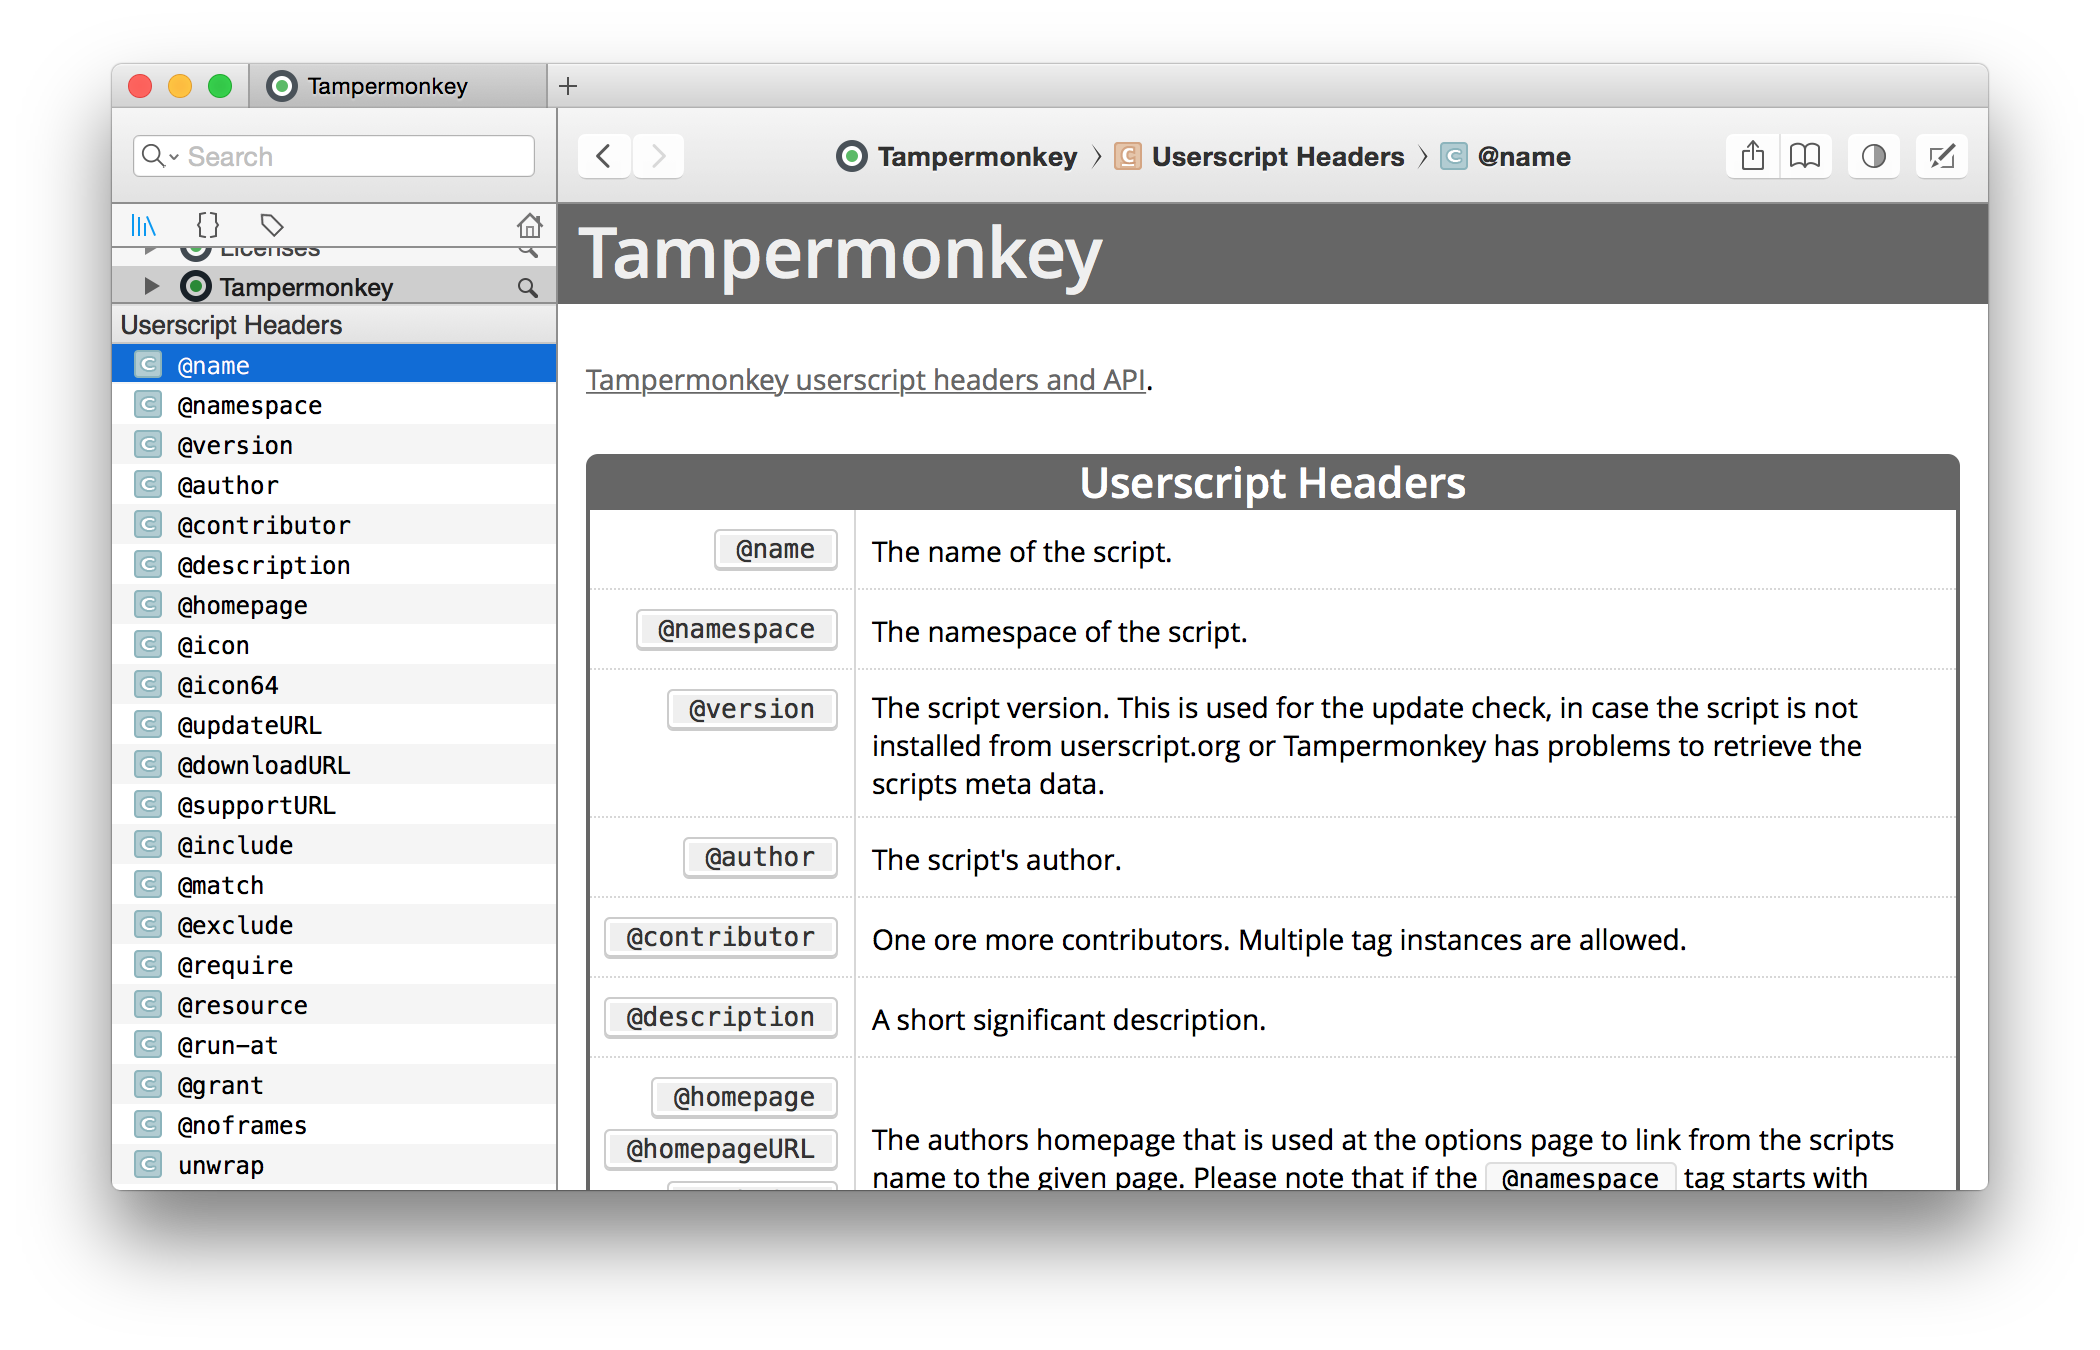 Tampermonkey
Search
Tampermonkey 〉 Userscript Headers 〉 @name
Licenses
Tampermonkey
Userscript Headers
@name
@namespace
@version
@author
@contributor
@description
@homepage
@icon
@icon64
@updateURL
@downloadURL
@supportURL
@include
@match
@exclude
@require
@resource
@run-at
@grant
@noframes
unwrap
Tampermonkey
Tampermonkey userscript headers and API.
Userscript Headers
@name The name of the script.
@namespace The namespace of the script.
@version The script version. This is used for the update check, in case the script is not
installed from userscript.org or Tampermonkey has problems to retrieve the
scripts meta data.
@author The script's author.
@contributor One ore more contributors. Multiple tag instances are allowed.
@description A short significant description.
@homepage
@homepageURL The authors homepage that is used at the options page to link from the scripts
name to the given page. Please note that if the @namespace tag starts with